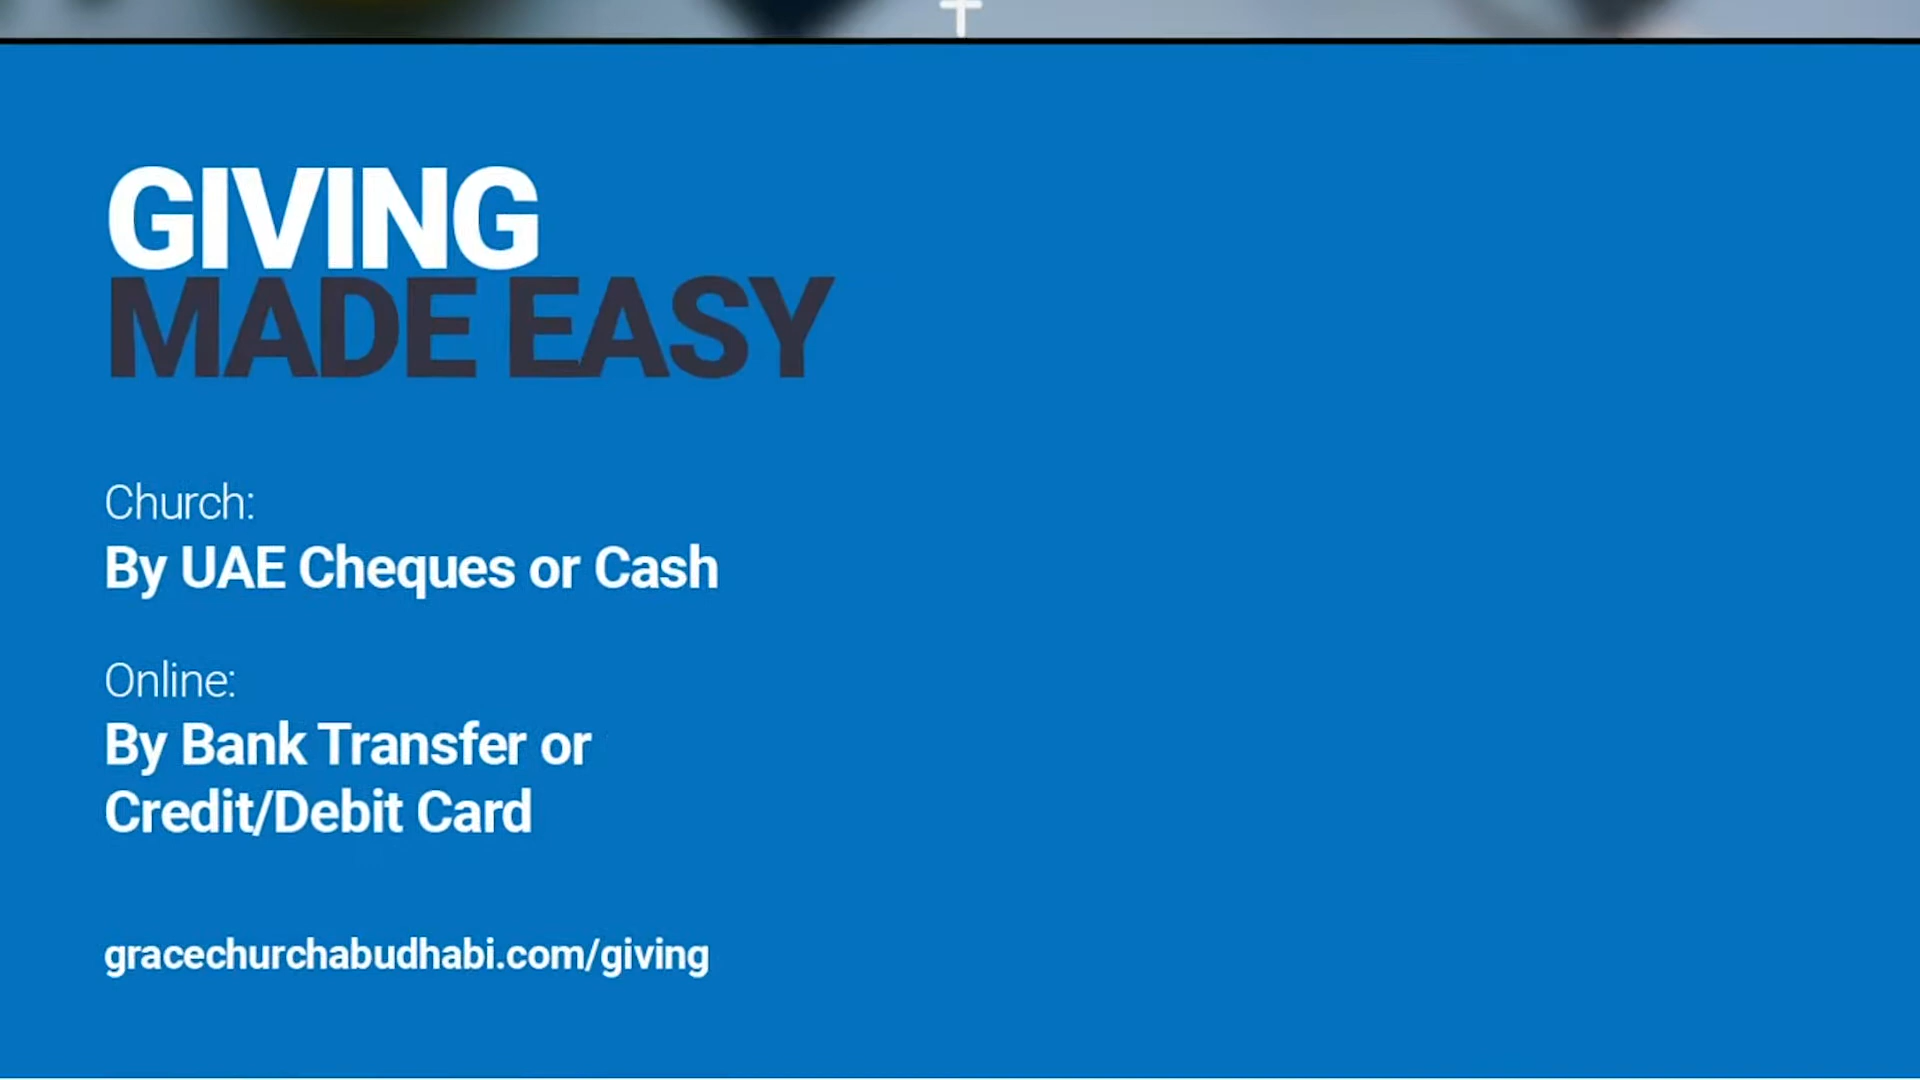 GIVING
MADE EASY
Church:
By UAE Cheques or Cash
Online:
By Bank Transfer or
Credit/Debit Card
gracechurchabudhabi.com/giving